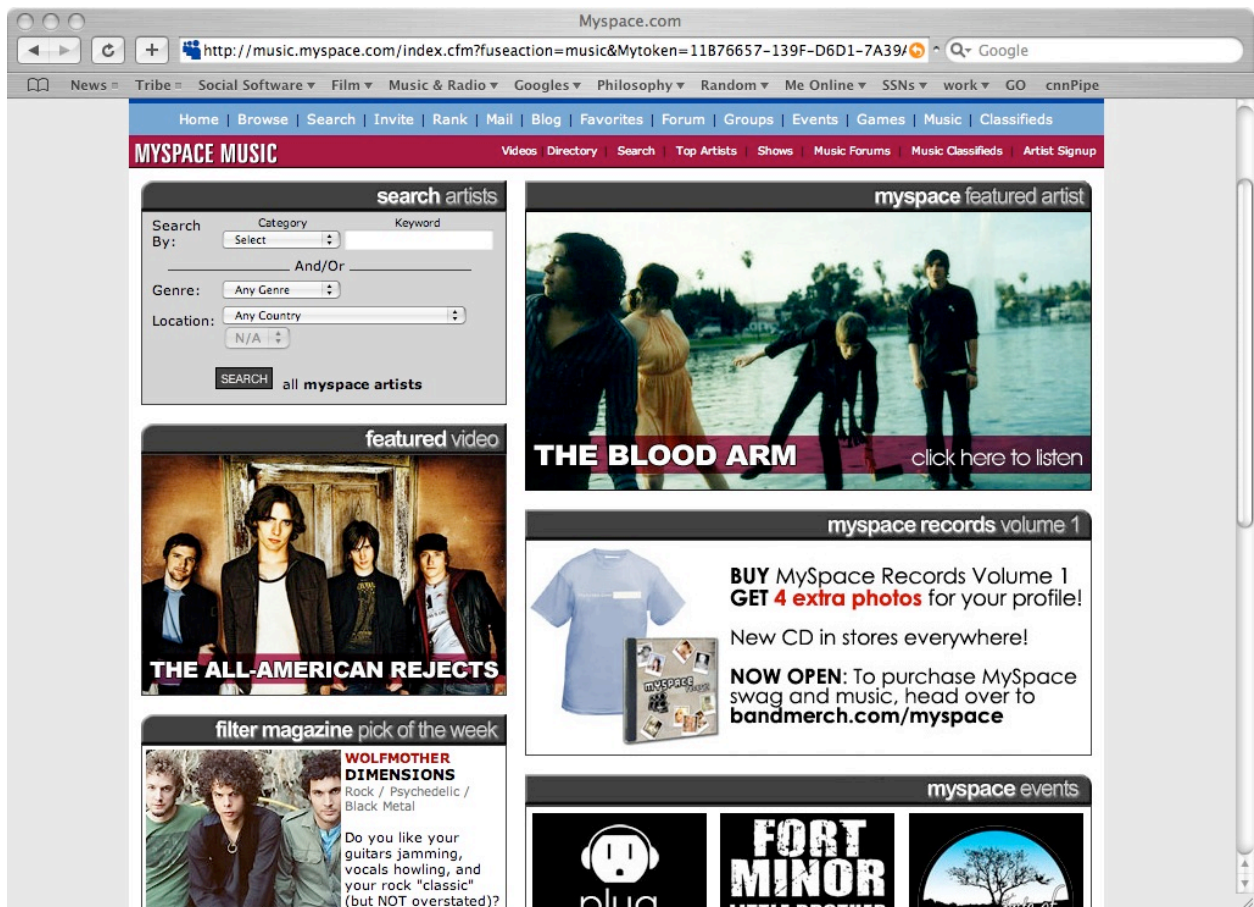 Myspace.com
http://music.myspace.com/index.cfm?fuseaction=music&Mytoken=11B76657-139F-D6D1-7A39A
Google
News Tribe Social Software Film Music & Radio Googles Philosophy Random Me Online SSNs work GO cnnPipe
Home | Browse | Search | Invite | Rank | Mail | Blog | Favorites | Forum | Groups | Events | Games | Music | Classifieds
MYSPACE MUSIC
Videos | Directory | Search | Top Artists | Shows | Music Forums | Music Classifieds | Artist Signup
search artists
Category Keyword
Search By:
Select
And/Or
Genre: Any Genre
Location: Any Country
N/A
SEARCH all myspace artists
featured video
THE ALL-AMERICAN REJECTS
filter magazine pick of the week
WOLFMOTHER
DIMENSIONS
Rock / Psychedelic /
Black Metal
Do you like your
guitars jamming,
vocals howling, and
your rock "classic"
(but NOT overstated)?
myspace featured artist
THE BLOOD ARM
click here to listen
myspace records volume 1
BUY MySpace Records Volume 1
GET 4 extra photos for your profile!
New CD in stores everywhere!
NOW OPEN: To purchase MySpace
swag and music, head over to
bandmerch.com/myspace
MYSPACE
myspace events
plug
FORT
MINOR
LITTLE BROTHER